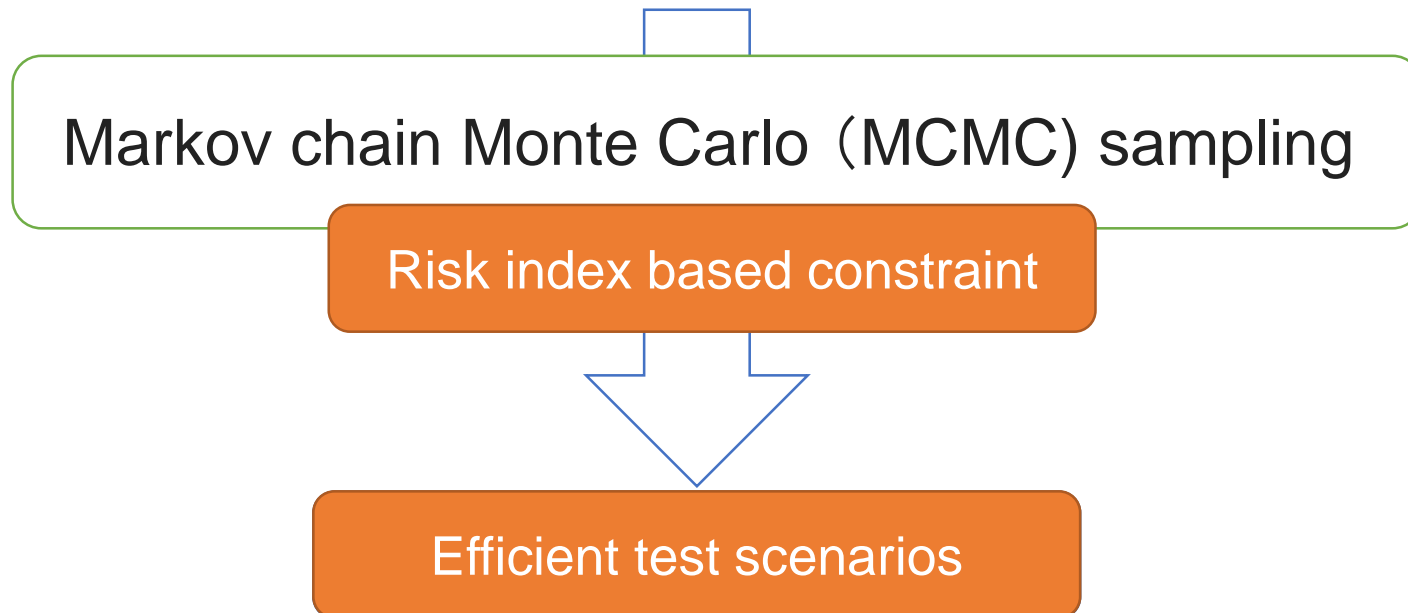 Markov chain Monte Carlo（MCMC) sampling
Risk index based constraint
Efficient test scenarios